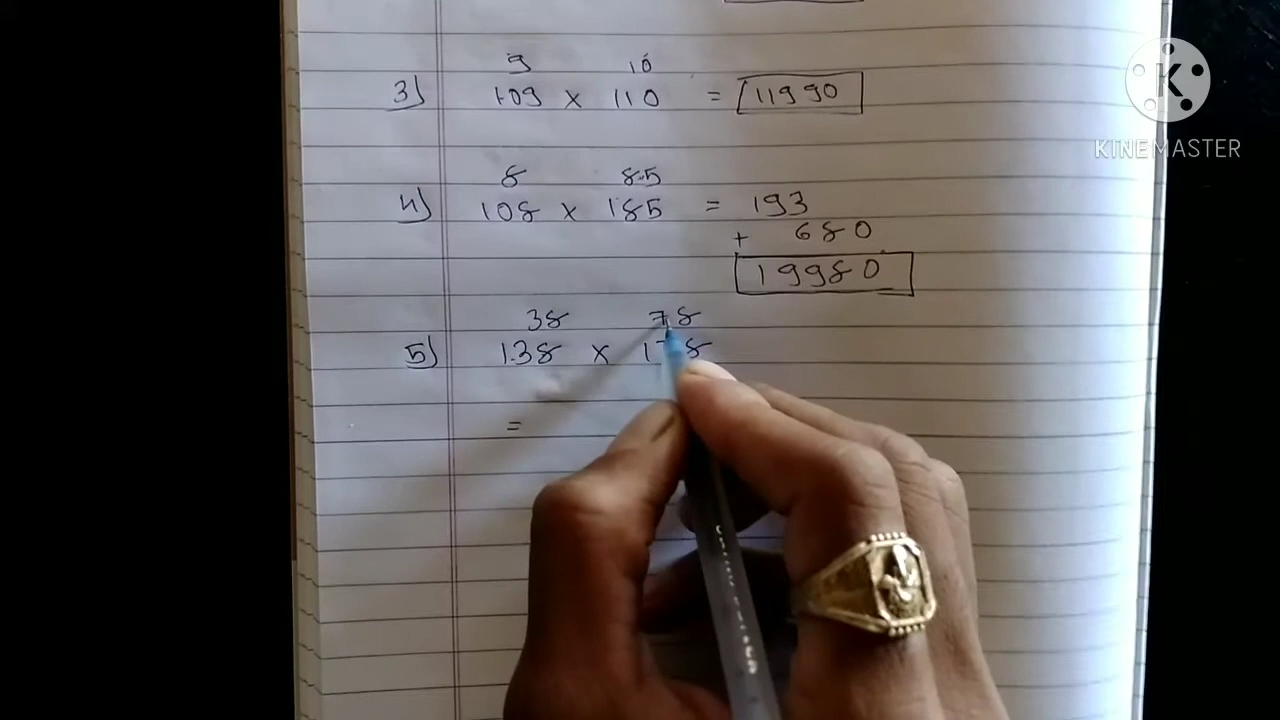 9 10
3) 109 x 110 = 11990
8 85
4) 108 x 185 = 193
+ 680
19980
38 78
5) 138 x 178
=
K
KINEMASTER